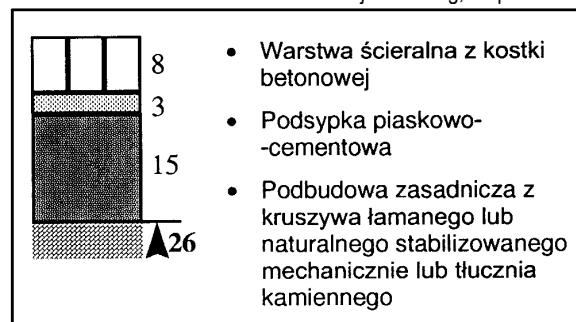 8
3
15
26
• Warstwa ścieralna z kostki
betonowej
• Podsypka piaskowo-
-cementowa
• Podbudowa zasadnicza z
kruszywa łamanego lub
naturalnego stabilizowanego
mechanicznie lub tłucznia
kamiennego